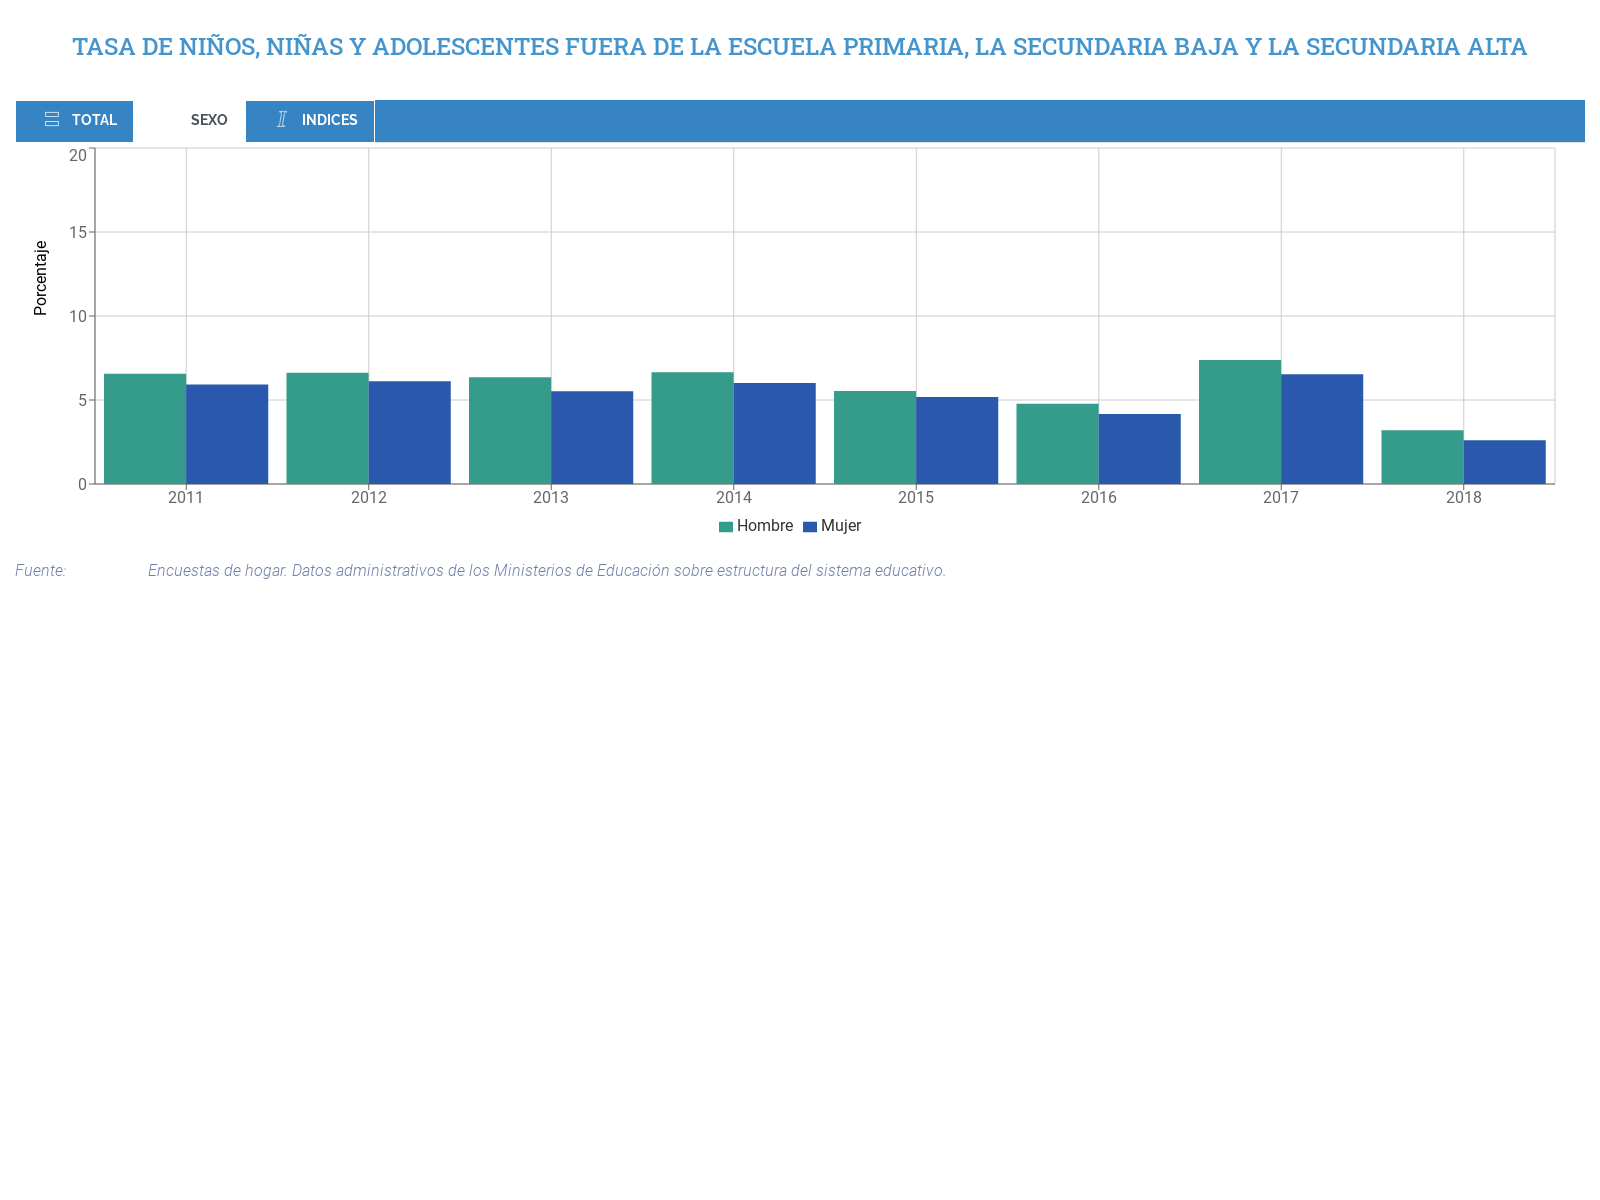 TASA DE NIÑOS, NIÑAS Y ADOLESCENTES FUERA DE LA ESCUELA PRIMARIA, LA SECUNDARIA BAJA Y LA SECUNDARIA ALTA
TOTAL SEXO INDICES
20
15
10
5
0
Porcentaje
2011 2012 2013 2014 2015 2016 2017 2018
Hombre Mujer
Fuente: Encuestas de hogar. Datos administrativos de los Ministerios de Educación sobre estructura del sistema educativo.